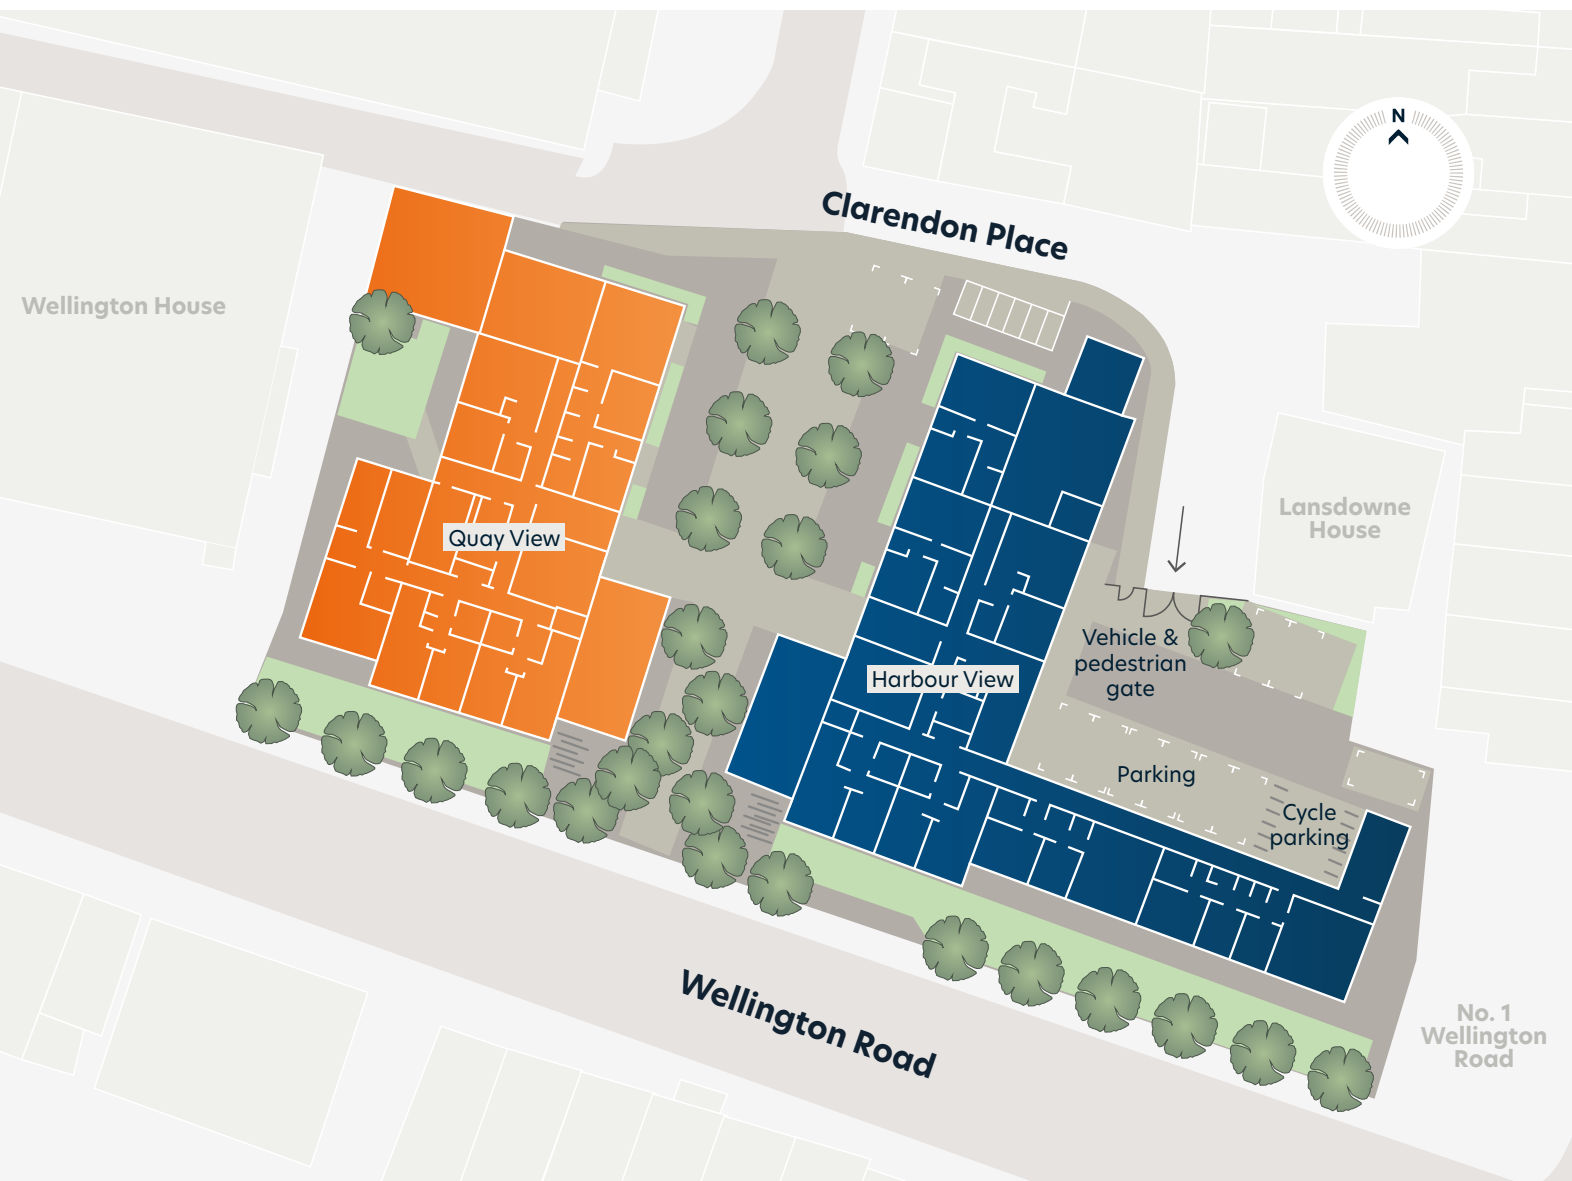 N
Clarendon Place
Wellington House
Lansdowne
House
Quay View
Vehicle &
pedestrian
gate
Harbour View
Parking
Cycle
parking
Wellington Road
No. 1
Wellington
Road